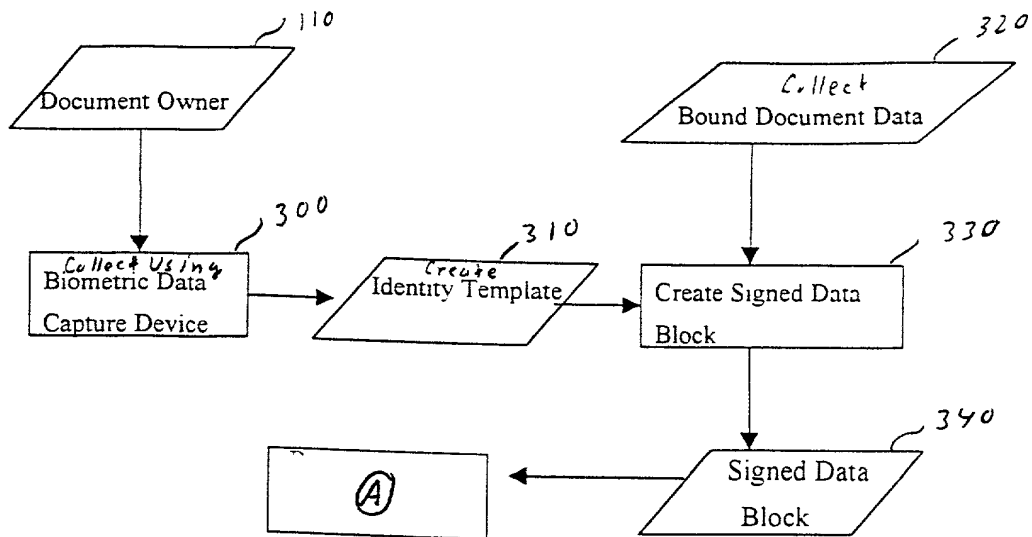 110
Document Owner
320
Collect
Bound Document Data
300
Collect Using
Biometric Data
Capture Device
310
Create
Identity Template
330
Create Signed Data
Block
340
Signed Data
Block
A